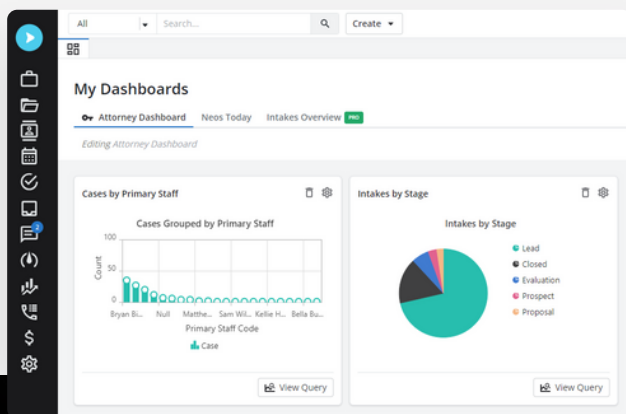 All
Search...
Create
My Dashboards
Attorney Dashboard
Neos Today
Intakes Overview
PRO
Editing Attorney Dashboard
2
Cases by Primary Staff
Cases Grouped by Primary Staff
100
50
0
Count
Bryan Bi...
Null
Matthe...
Sam Wil...
Kellie H...
Bella Bu...
Primary Staff Code
Case
View Query
Intakes by Stage
Intakes by Stage
Lead
Closed
Evaluation
Prospect
Proposal
View Query